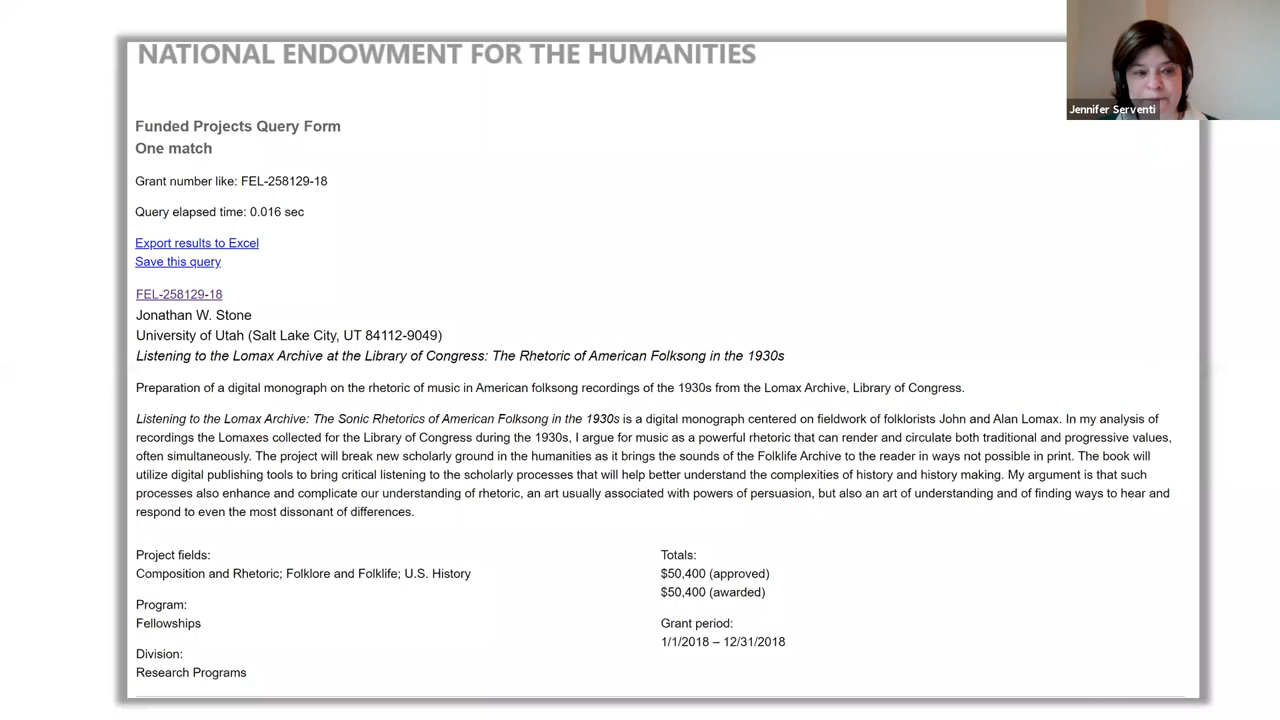 NATIONAL ENDOWMENT FOR THE HUMANITIES
Jennifer Serventi
Funded Projects Query Form
One match
Grant number like: FEL-258129-18
Query elapsed time: 0.016 sec
Export results to Excel
Save this query
FEL-258129-18
Jonathan W. Stone
University of Utah (Salt Lake City, UT 84112-9049)
Listening to the Lomax Archive at the Library of Congress: The Rhetoric of American Folksong in the 1930s
Preparation of a digital monograph on the rhetoric of music in American folksong recordings of the 1930s from the Lomax Archive, Library of Congress.
Listening to the Lomax Archive: The Sonic Rhetorics of American Folksong in the 1930s is a digital monograph centered on fieldwork of folklorists John and Alan Lomax. In my analysis of
recordings the Lomaxes collected for the Library of Congress during the 1930s, I argue for music as a powerful rhetoric that can render and circulate both traditional and progressive values,
often simultaneously. The project will break new scholarly ground in the humanities as it brings the sounds of the Folklife Archive to the reader in ways not possible in print. The book will
utilize digital publishing tools to bring critical listening to the scholarly processes that will help better understand the complexities of history and history making. My argument is that such
processes also enhance and complicate our understanding of rhetoric, an art usually associated with powers of persuasion, but also an art of understanding and of finding ways to hear and
respond to even the most dissonant of differences.
Project fields:
Composition and Rhetoric; Folklore and Folklife; U.S. History
Program:
Fellowships
Division:
Research Programs
Totals:
$50,400 (approved)
$50,400 (awarded)
Grant period:
1/1/2018 – 12/31/2018